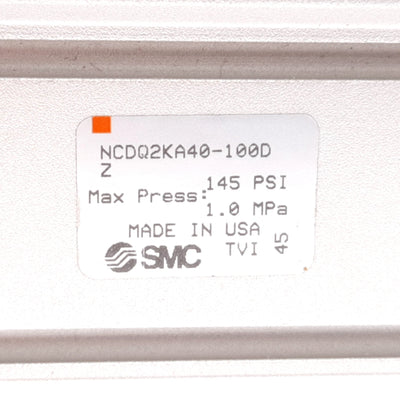 NCDQ2KA40-100D
Z
145 PSI
Max Press:
1.0 MPa
MADE IN USA
SMC TVI 45